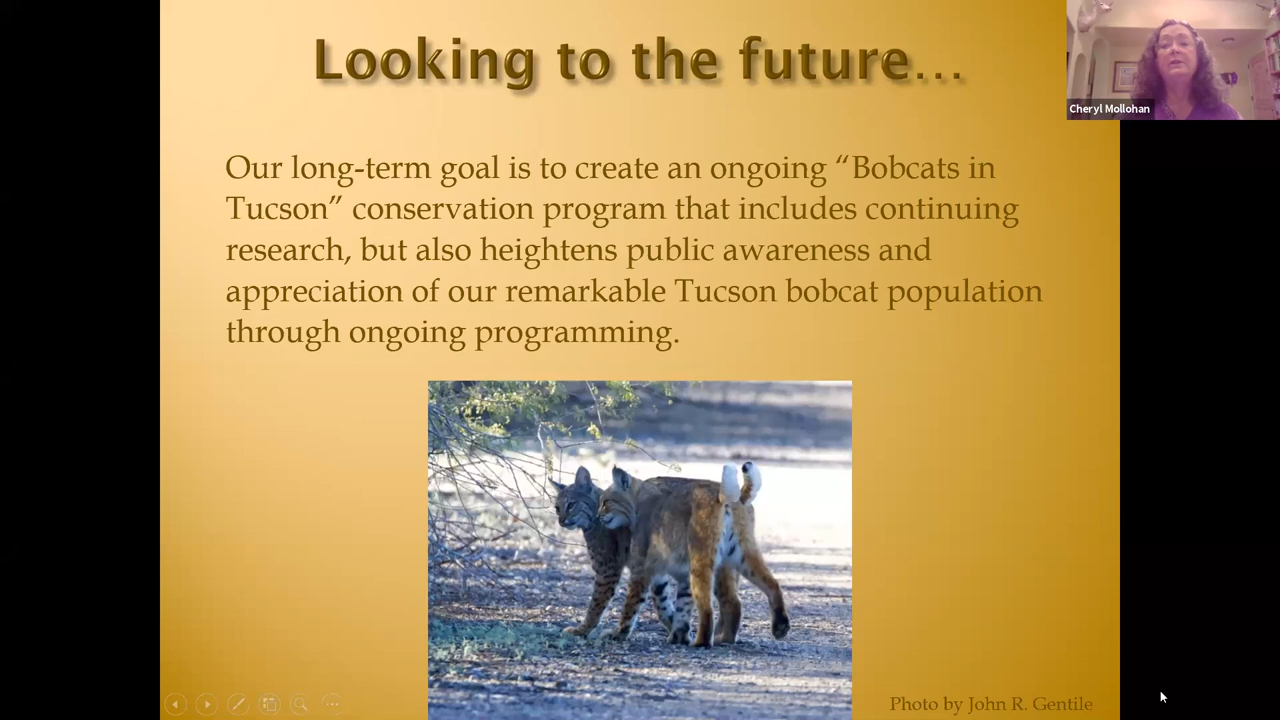 Looking to the future...
Cheryl Mollohan
Our long-term goal is to create an ongoing “Bobcats in
Tucson” conservation program that includes continuing
research, but also heightens public awareness and
appreciation of our remarkable Tucson bobcat population
through ongoing programming.
Photo by John R. Gentile